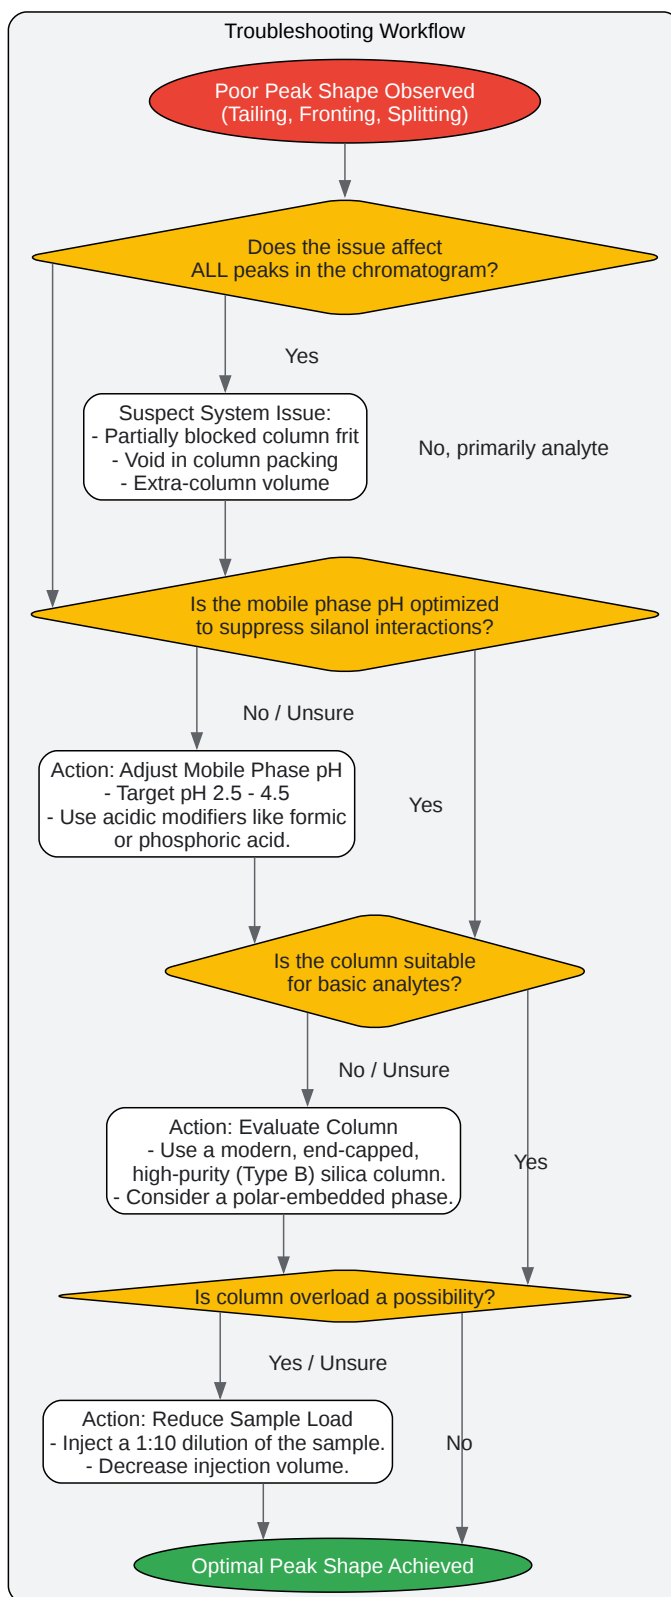 Troubleshooting Workflow
Poor Peak Shape Observed
(Tailing, Fronting, Splitting)
Does the issue affect
ALL peaks in the chromatogram?
Yes
Suspect System Issue:
- Partially blocked column frit
- Void in column packing
- Extra-column volume
No, primarily analyte
Is the mobile phase pH optimized
to suppress silanol interactions?
No / Unsure
Action: Adjust Mobile Phase pH
- Target pH 2.5 - 4.5
- Use acidic modifiers like formic
or phosphoric acid.
Yes
Is the column suitable
for basic analytes?
No / Unsure
Action: Evaluate Column
- Use a modern, end-capped,
high-purity (Type B) silica column.
- Consider a polar-embedded phase.
Yes
Is column overload a possibility?
Yes / Unsure
Action: Reduce Sample Load
- Inject a 1:10 dilution of the sample.
- Decrease injection volume.
No
Optimal Peak Shape Achieved